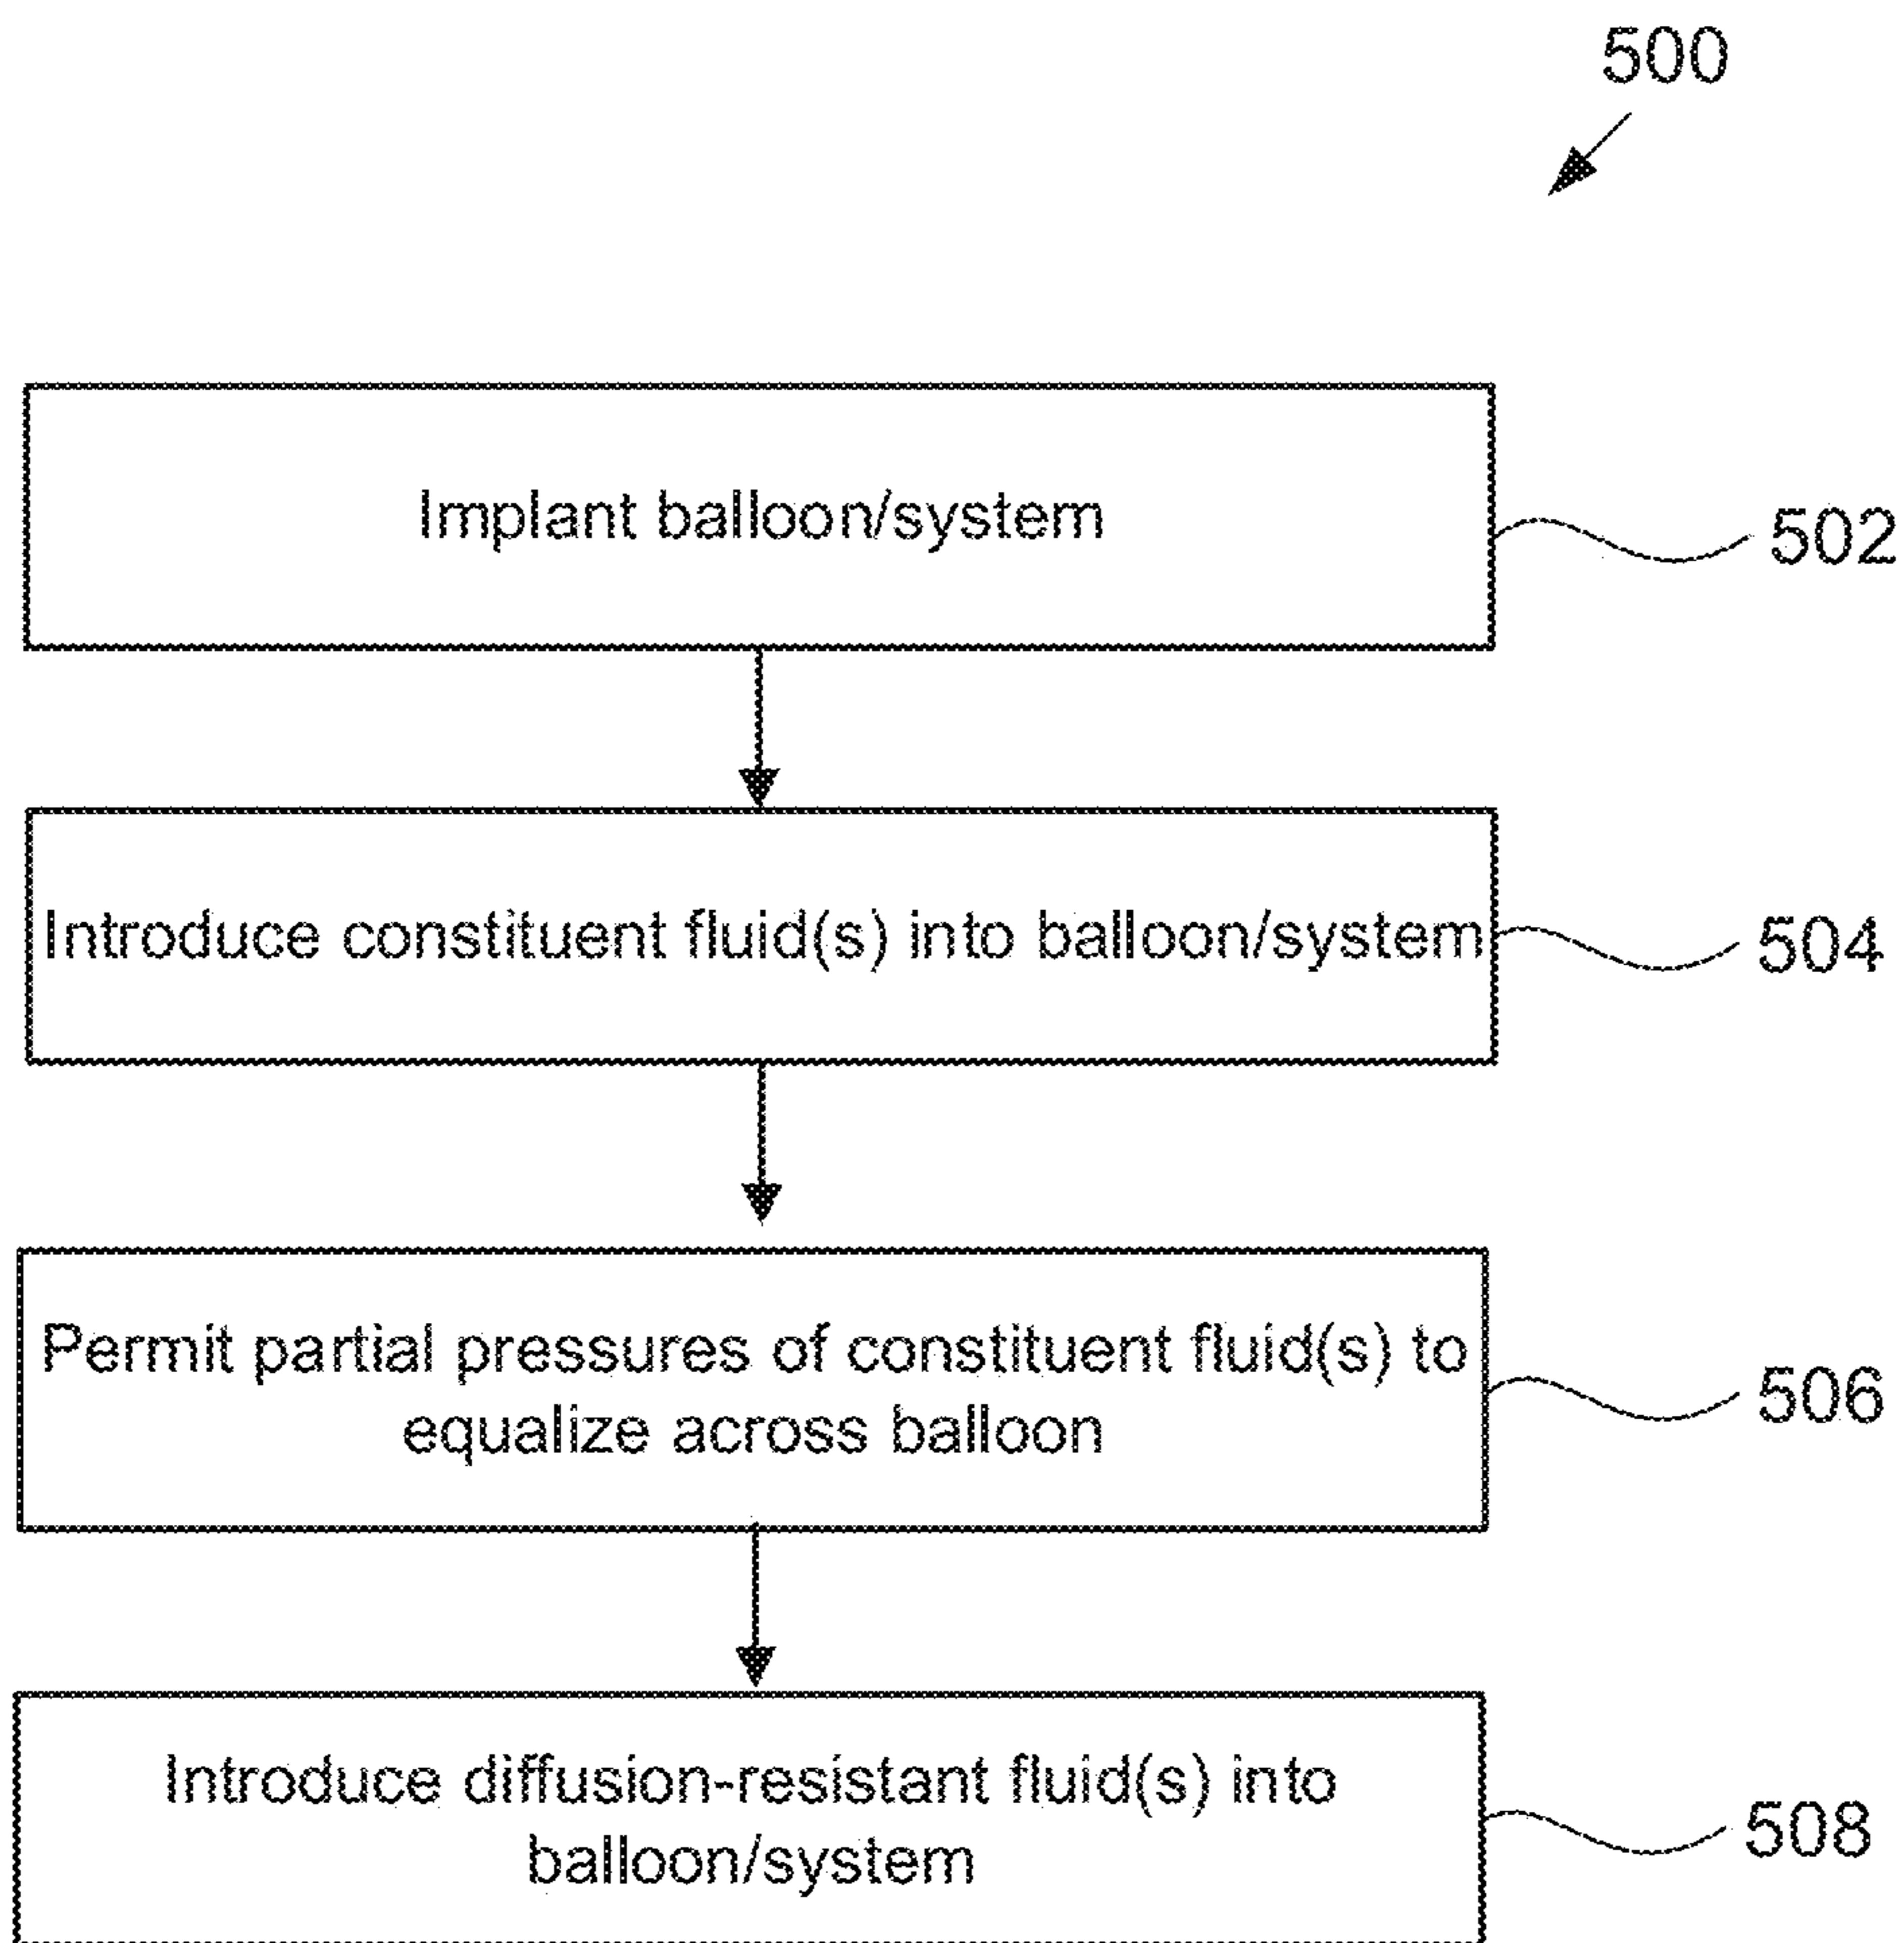 500
Implant balloon/system
502
Introduce constituent fluid(s) into balloon/system
504
Permit partial pressures of constituent fluid(s) to
equalize across balloon
506
Introduce diffusion-resistant fluid(s) into
balloon/system
508